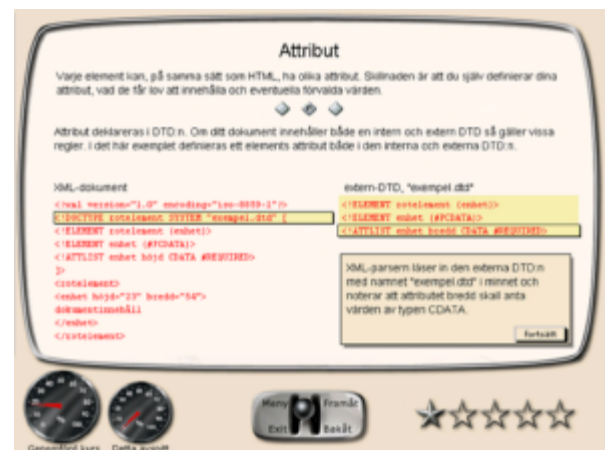 Attribut
Varje element kan, på samma sätt som HTML, ha olika attribut. Skillnaden är att du själv definierar dina
attribut, vad de får lov att innehålla och eventuella förvalda värden.
Attribut deklareras i DTD:n. Om ditt dokument innehåller både en intern och extern DTD så gäller vissa
regler. I det här exemplet definieras ett elements attribut både i den interna och externa DTD:n.
XML-dokument
<?xml version="1.0" encoding="iso-8859-1"?>
<!DOCTYPE rotelement SYSTEM "exempel.dtd" [
<!ELEMENT rotelement (enhet)>
<!ELEMENT enhet (#PCDATA)>
<!ATTLIST enhet höjd CDATA #REQUIRED>
]>
<rotelement>
<enhet höjd="23" bredd="54">
dokumentinnehåll
</enhet>
</rotelement>
extern-DTD, "exempel.dtd"
<!ELEMENT rotelement (enhet)>
<!ELEMENT enhet (#PCDATA)>
<!ATTLIST enhet bredd CDATA #REQUIRED>
XML-parsern läser in den externa DTD:n
med namnet "exempel.dtd" i minnet och
noterar att attributet bredd skall anta
värden av typen CDATA.
Fortsätt
Meny Framåt
Exit Bakåt
Genomgånget kurs Detta avsnitt